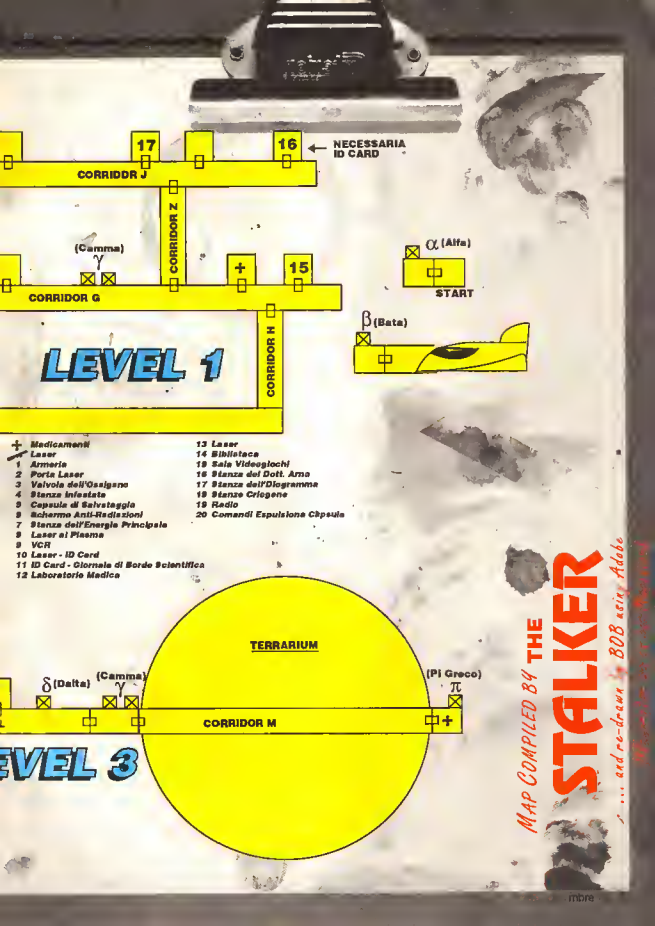 17
16
NECESSARIA
ID CARD
CORRIDOR J
CORRIDOR Z
(Camma)
γ
+
15
CORRIDOR G
α (Alfa)
START
β (Bata)
CORRIDOR H
LEVEL 1
+ Madicamenti
Laser
1 Armeria
2 Porta Laser
3 Valvola dell'Ossigeno
4 Stanza Infestata
5 Capsula di Salvataggio
6 Schermo Anti-Radiazioni
7 Stanza dell'Energia Principale
8 Laser al Plasma
9 VCR
10 Laser - ID Card
11 ID Card - Giornale di Bordo Scientifica
12 Laboratorio Medica
13 Laser
14 Biblioteca
15 Sala Videogiochi
16 Stanza del Dott. Arno
17 Stanza dell'Diogramma
18 Stanze Criogene
19 Radio
20 Comandi Espulsione Capsula
TERRARIUM
δ (Dalta)
(Camma)
γ
(Pi Greco)
π
L
CORRIDOR M
+
EVEL 3
MAP COMPILED BY THE
STALKER
... and re-drawn by BOB using Adobe
mbre